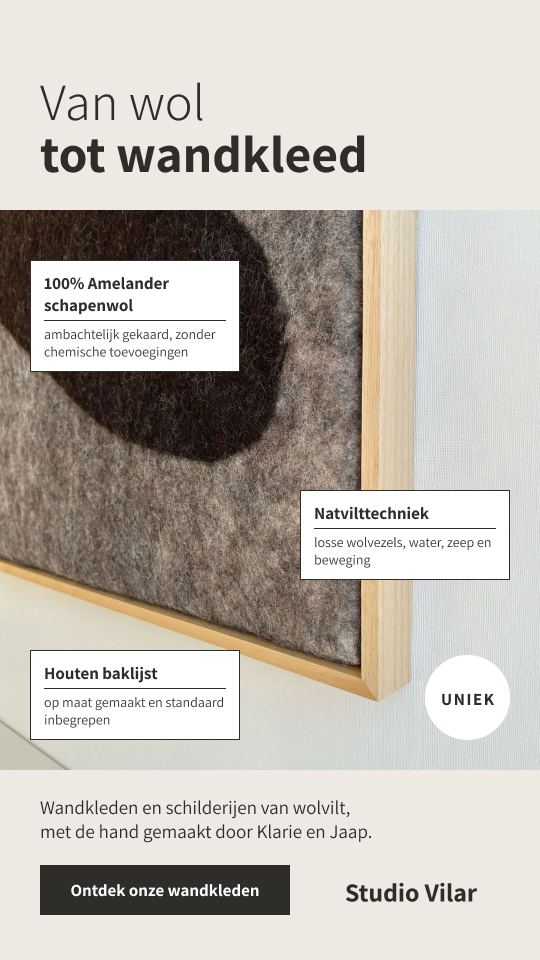 Van wol
tot wandkleed
100% Amelander
schapenwol
ambachtelijk gekaard, zonder
chemische toevoegingen
Natvilttechniek
losse wolvezels, water, zeep en
beweging
Houten baklijst
op maat gemaakt en standaard
inbegrepen
UNIEK
Wandkleden en schilderijen van wolvilt,
met de hand gemaakt door Klarie en Jaap.
Ontdek onze wandkleden
Studio Vilar